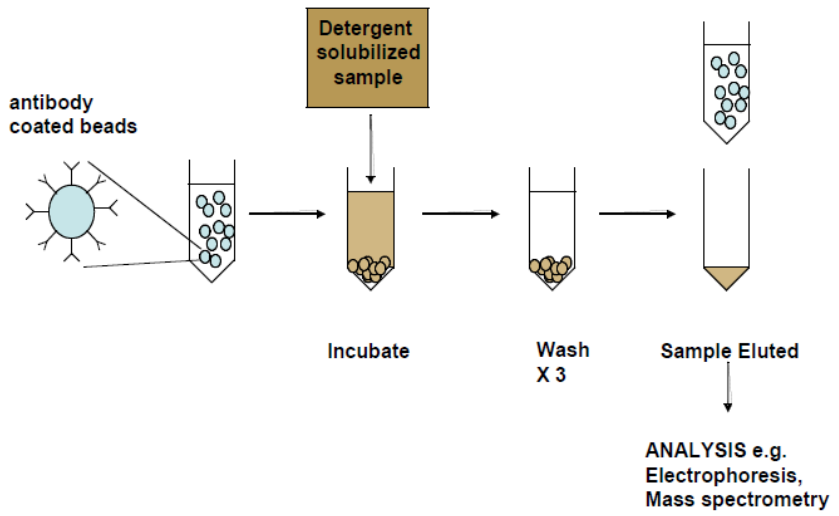 antibody
coated beads
Detergent
solubilized
sample
Incubate
Wash
X 3
Sample Eluted
ANALYSIS e.g.
Electrophoresis,
Mass spectrometry